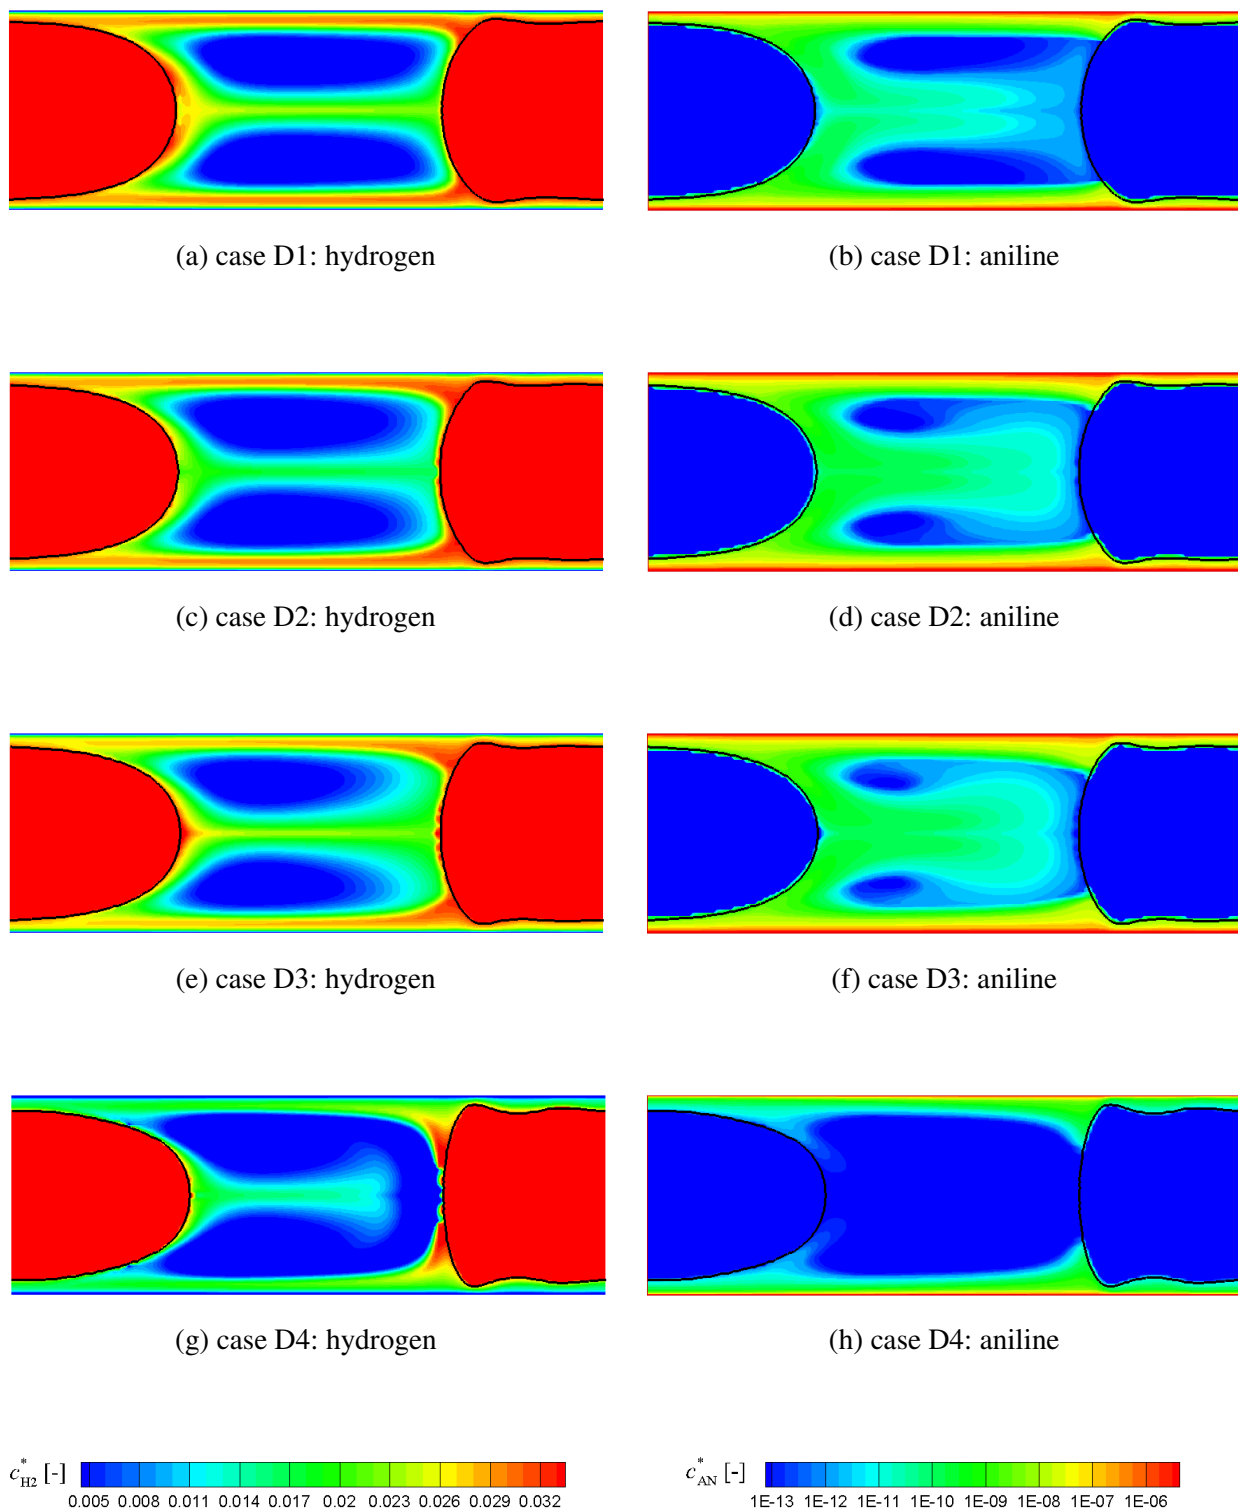 (a) case D1: hydrogen
(b) case D1: aniline
(c) case D2: hydrogen
(d) case D2: aniline
(e) case D3: hydrogen
(f) case D3: aniline
(g) case D4: hydrogen
(h) case D4: aniline
c*H2 [-]
0.005 0.008 0.011 0.014 0.017 0.02 0.023 0.026 0.029 0.032
c*AN [-]
1E-13 1E-12 1E-11 1E-10 1E-09 1E-08 1E-07 1E-06